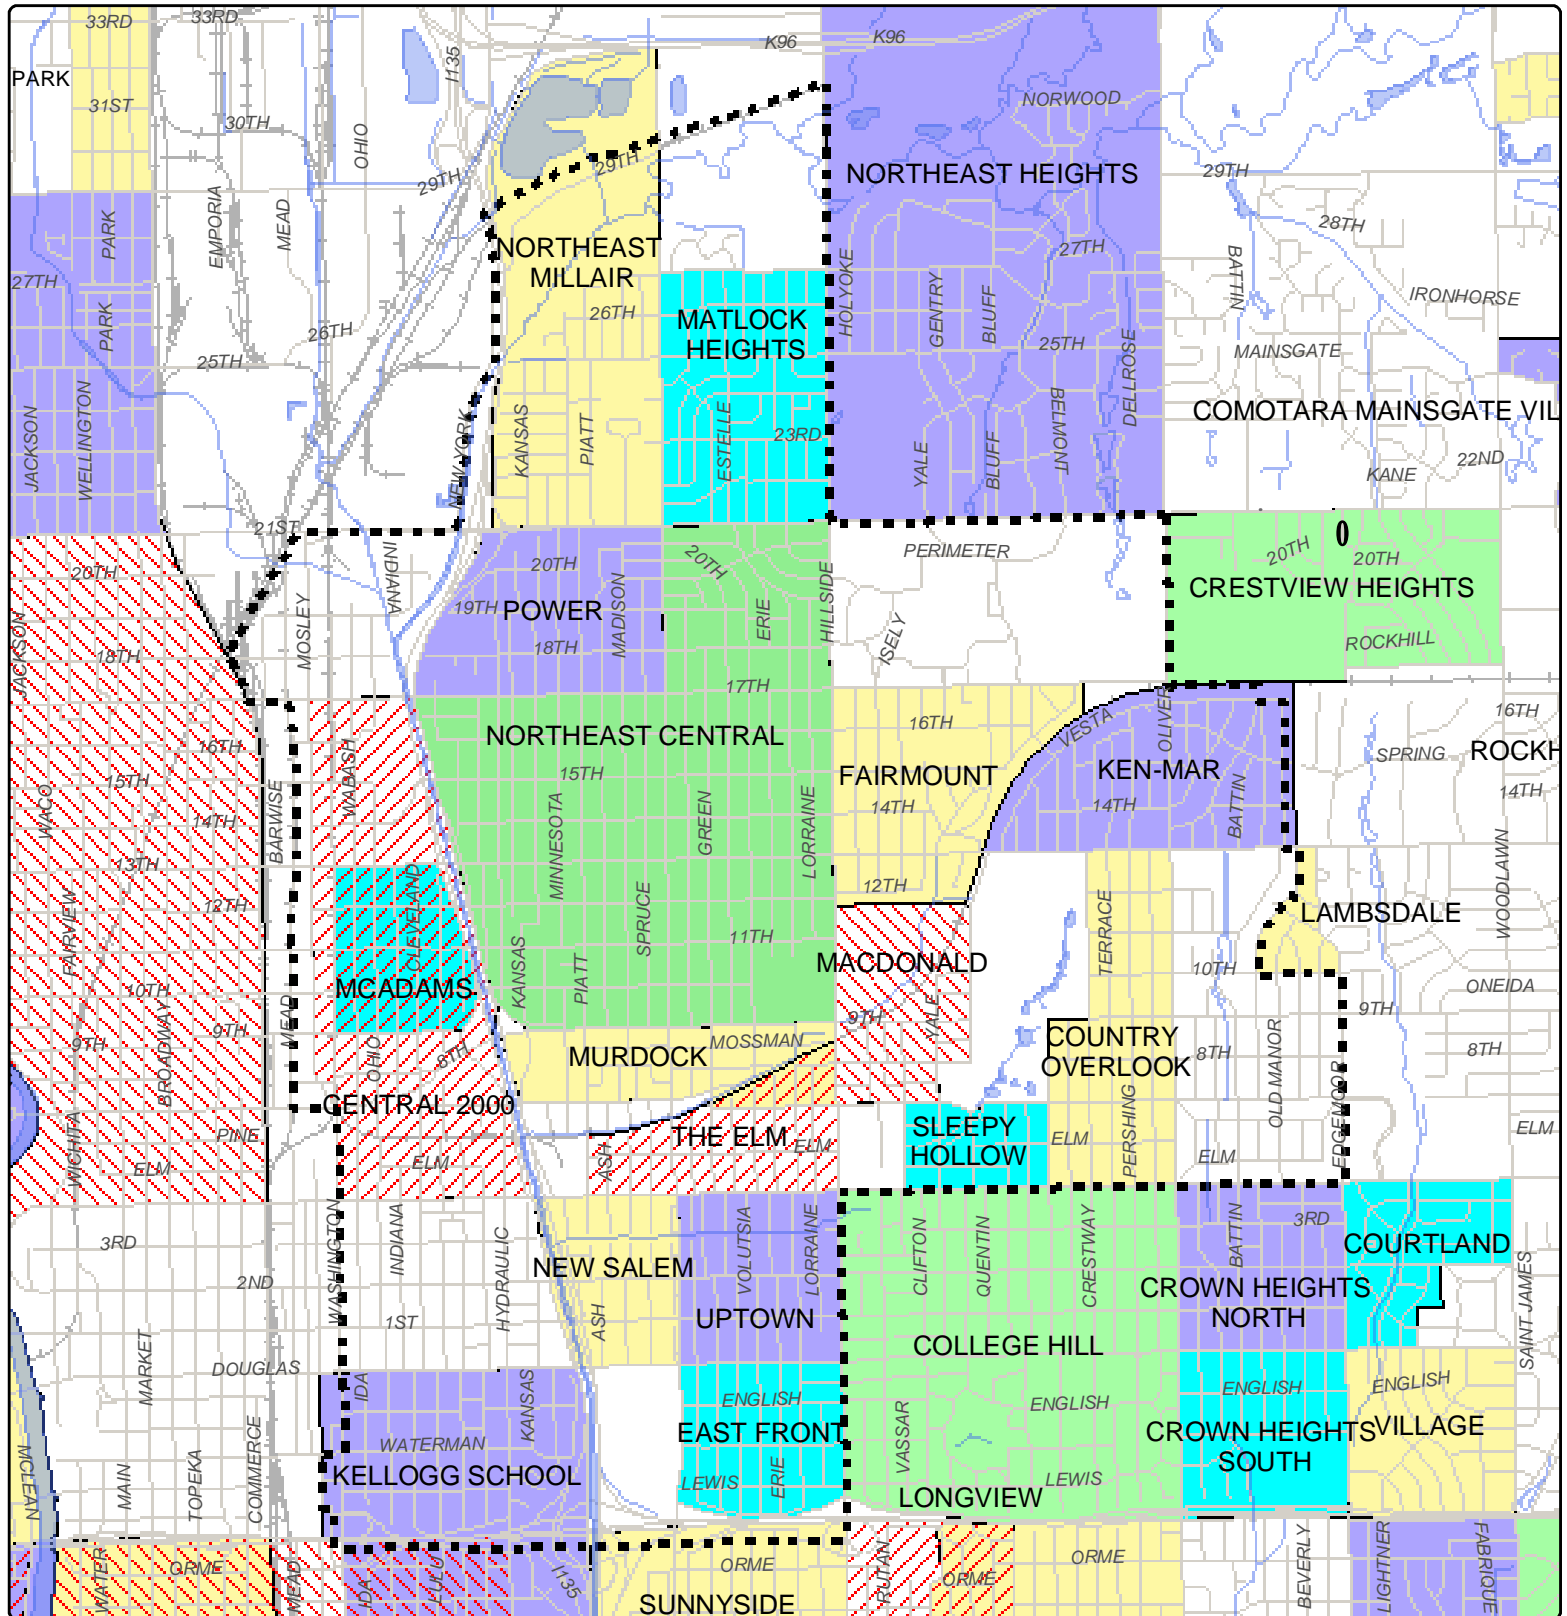 33RD
33RD
K96
K96
PARK
I135
31ST
30TH
OHIO
NORWOOD
29TH
29TH
NORTHEAST HEIGHTS
29TH
PARK
EMPORIA
MEAD
28TH
NORTHEAST
MILLAIR
27TH
BATTIN
27TH
HOLYOKE
GENTRY
BLUFF
IRONHORSE
PARK
26TH
26TH
MATLOCK
HEIGHTS
25TH
25TH
DELLROSE
MAINSGATE
JACKSON
WELLINGTON
NEW YORK
KANSAS
PIATT
ESTELLE
23RD
YALE
BLUFF
BELMONT
COMOTARA MAINSGATE VIL
22ND
KANE
21ST
INDIANA
20TH
20TH
20TH
PERIMETER
20TH
20TH
CRESTVIEW HEIGHTS
19TH
POWER
MADISON
ERIE
HILLSIDE
ISELY
ROCKHILL
JACKSON
18TH
MOSLEY
18TH
17TH
16TH
WABASH
NORTHEAST CENTRAL
16TH
VESTA
OLIVER
16TH
SPRING
ROCKH
15TH
15TH
FAIRMOUNT
KEN-MAR
14TH
WACO
14TH
BARWISE
MINNESOTA
GREEN
LORRAINE
14TH
14TH
BATTIN
13TH
12TH
12TH
CLEVELAND
SPRUCE
TERRACE
WOODLAWN
LAMBSDALE
FAIRVIEW
11TH
MACDONALD
10TH
MCADAMS
KANSAS
PIATT
10TH
ONEIDA
9TH
BROADWAY
9TH
MEAD
9TH
YALE
9TH
OHIO
8TH
MURDOCK
MOSSMAN
COUNTRY
OVERLOOK
8TH
OLD MANOR
8TH
EDGEMOOR
CENTRAL 2000
PINE
WICHITA
ELM
ELM
ASH
THE ELM
ELM
SLEEPY
HOLLOW
ELM
PERSHING
ELM
ELM
3RD
WASHINGTON
INDIANA
HYDRAULIC
NEW SALEM
VOLUTSIA
LORRAINE
CLIFTON
QUENTIN
CRESTWAY
BATTIN
3RD
COURTLAND
2ND
CROWN HEIGHTS
NORTH
SAINT JAMES
1ST
ASH
UPTOWN
MARKET
COLLEGE HILL
DOUGLAS
IDA
KANSAS
ENGLISH
ENGLISH
ENGLISH
ENGLISH
EAST FRONT
VASSAR
CROWN HEIGHTS
SOUTH
VILLAGE
MCLEAN
MAIN
TOPEKA
COMMERCE
WATERMAN
KELLOGG SCHOOL
LEWIS
ERIE
LEWIS
LONGVIEW
WATER
ORME
MEAD
IDA
LULU
I135
ORME
SUNNYSIDE
RUTAN
ORME
ORME
BEVERLY
LIGHTNER
FABRIQUE